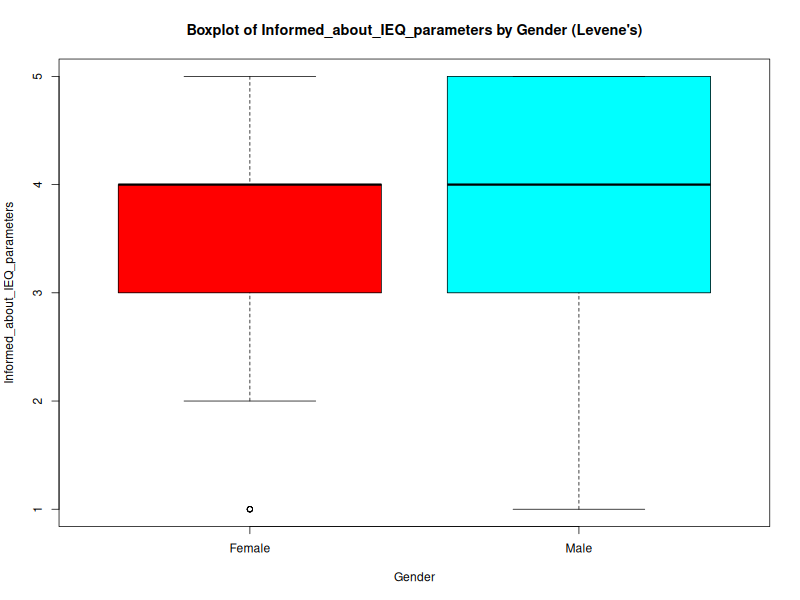 Boxplot of Informed_about_IEQ_parameters by Gender (Levene's)
Informed_about_IEQ_parameters
5
4
3
2
1
Female Male
Gender